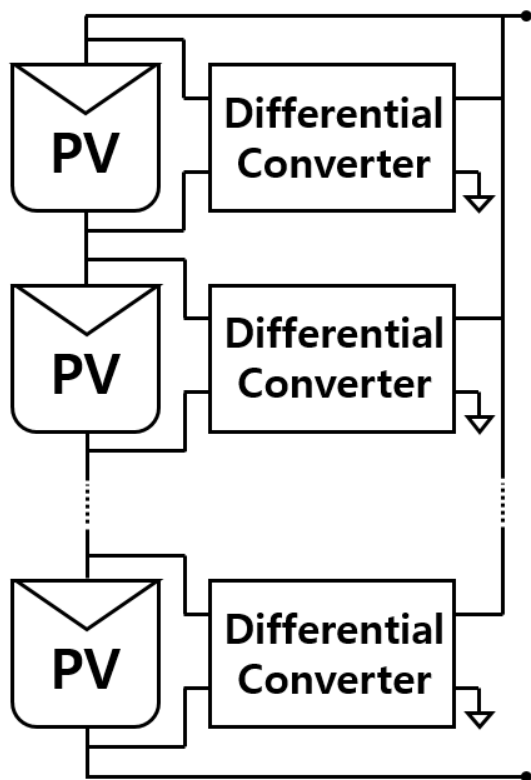 PV
Differential
Converter
PV
Differential
Converter
PV
Differential
Converter